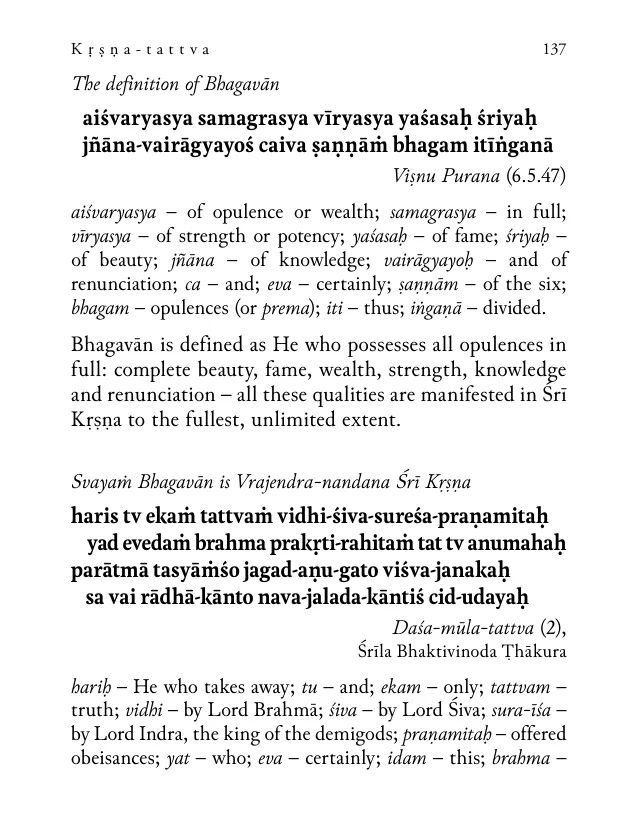 Kṛṣṇa-tattva 137
The definition of Bhagavān
aiśvaryasya samagrasya vīryasya yaśasaḥ śriyaḥ
jñāna-vairāgyayoś caiva ṣaṇṇāṁ bhagam itīṅganā
Viṣnu Purana (6.5.47)
aiśvaryasya – of opulence or wealth; samagrasya – in full;
vīryasya – of strength or potency; yaśasaḥ – of fame; śriyaḥ –
of beauty; jñāna – of knowledge; vairāgyayoḥ – and of
renunciation; ca – and; eva – certainly; ṣaṇṇām – of the six;
bhagam – opulences (or prema); iti – thus; iṅgaṇā – divided.
Bhagavān is defined as He who possesses all opulences in
full: complete beauty, fame, wealth, strength, knowledge
and renunciation – all these qualities are manifested in Śrī
Kṛṣṇa to the fullest, unlimited extent.
Svayaṁ Bhagavān is Vrajendra-nandana Śrī Kṛṣṇa
haris tv ekaṁ tattvaṁ vidhi-śiva-sureśa-praṇamitaḥ
yad evedaṁ brahma prakṛti-rahitaṁ tat tv anumahaḥ
parātmā tasyāṁśo jagad-aṇu-gato viśva-janakaḥ
sa vai rādhā-kānto nava-jalada-kāntiś cid-udayaḥ
Daśa-mūla-tattva (2),
Śrīla Bhaktivinoda Ṭhākura
hariḥ – He who takes away; tu – and; ekam – only; tattvam –
truth; vidhi – by Lord Brahmā; śiva – by Lord Śiva; sura-īśa –
by Lord Indra, the king of the demigods; praṇamitaḥ – offered
obeisances; yat – who; eva – certainly; idam – this; brahma –